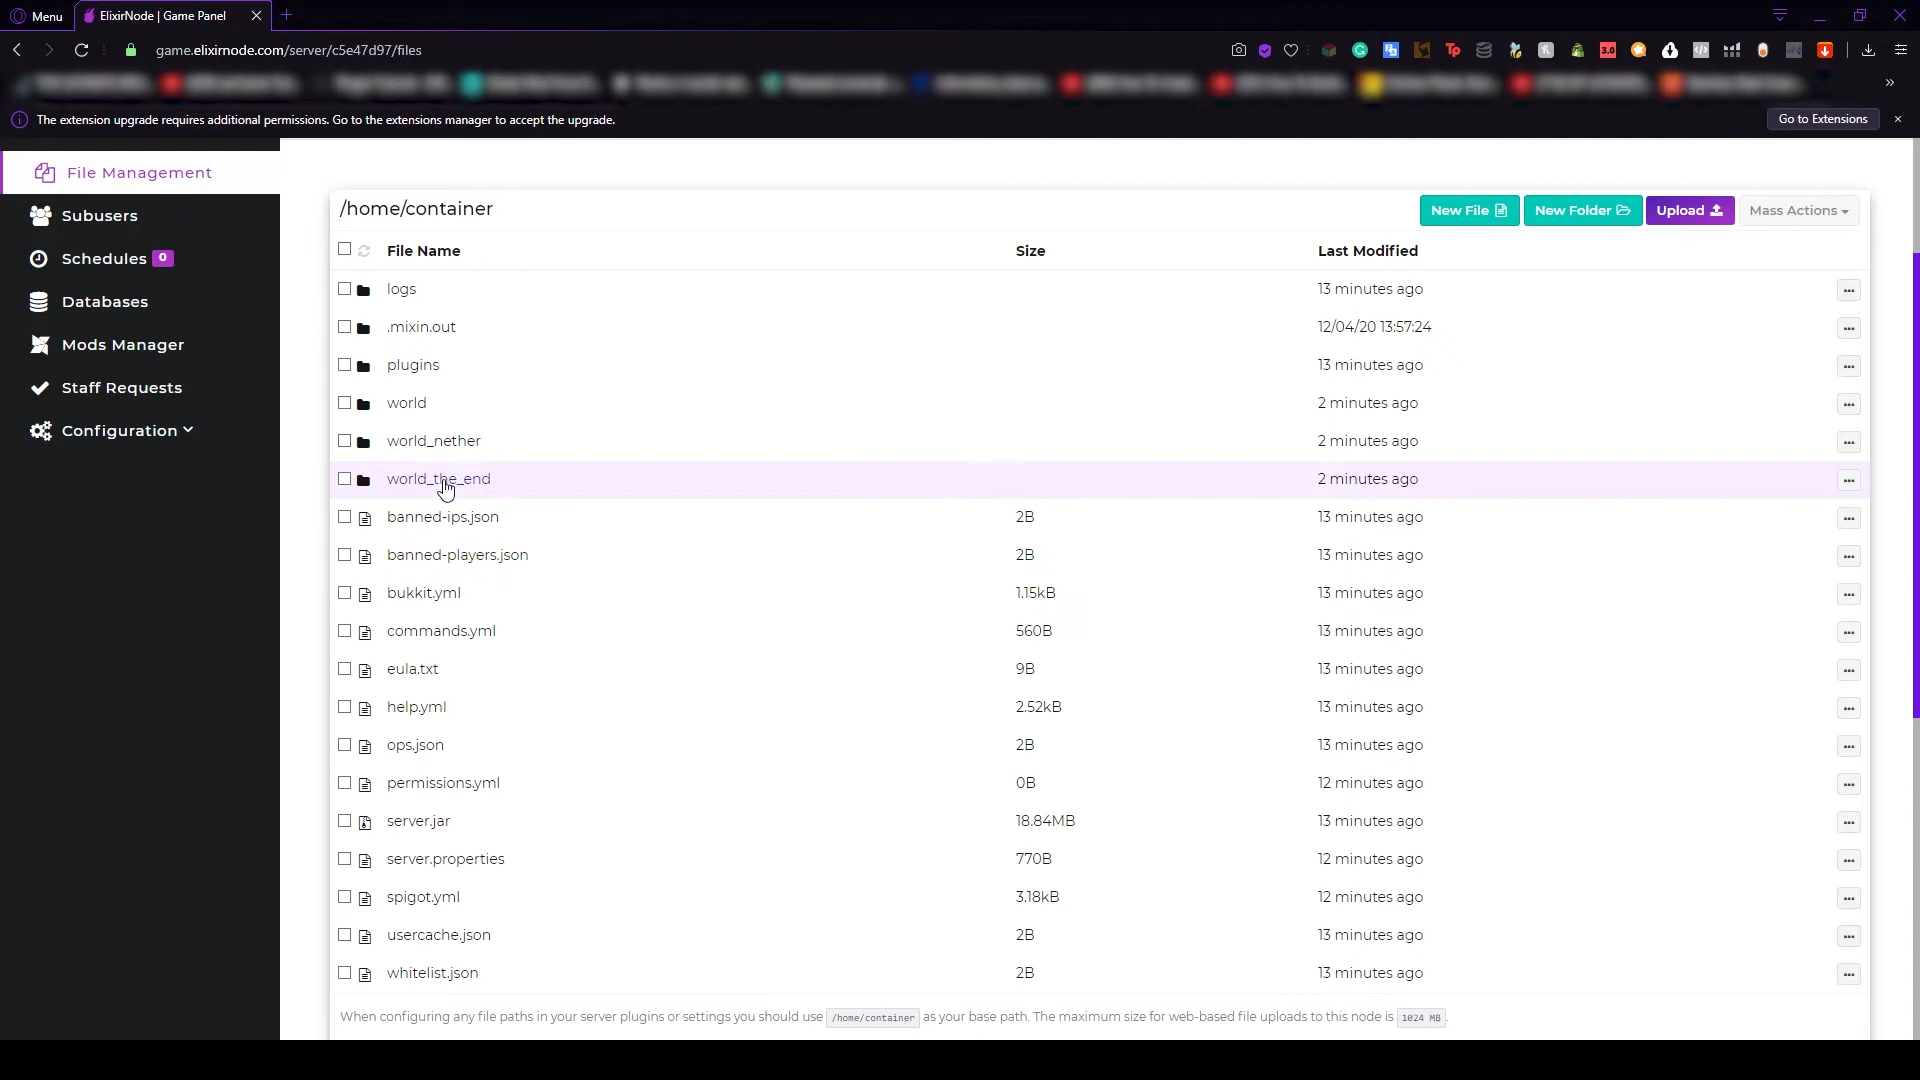 Menu
ElixirNode | Game Panel
game.elixirnode.com/server/c5e47d97/files
Tp
3.0
The extension upgrade requires additional permissions. Go to the extensions manager to accept the upgrade.
Go to Extensions
File Management
Subusers
Schedules 0
Databases
Mods Manager
Staff Requests
Configuration
/home/container
New File
New Folder
Upload
Mass Actions
File Name Size Last Modified
logs 13 minutes ago
.mixin.out 12/04/20 13:57:24
plugins 13 minutes ago
world 2 minutes ago
world_nether 2 minutes ago
world_the_end 2 minutes ago
banned-ips.json 2B 13 minutes ago
banned-players.json 2B 13 minutes ago
bukkit.yml 1.15kB 13 minutes ago
commands.yml 560B 13 minutes ago
eula.txt 9B 13 minutes ago
help.yml 2.52kB 13 minutes ago
ops.json 2B 13 minutes ago
permissions.yml 0B 12 minutes ago
server.jar 18.84MB 13 minutes ago
server.properties 770B 12 minutes ago
spigot.yml 3.18kB 12 minutes ago
usercache.json 2B 13 minutes ago
whitelist.json 2B 13 minutes ago
When configuring any file paths in your server plugins or settings you should use /home/container as your base path. The maximum size for web-based file uploads to this node is 1024 MB.